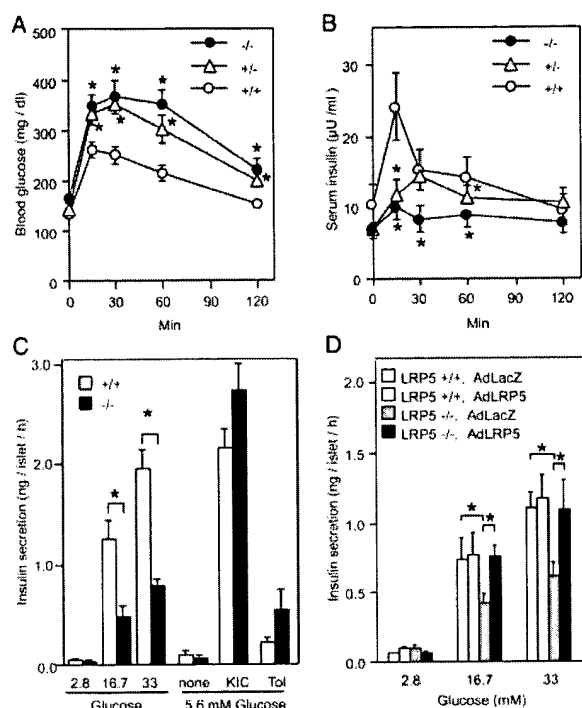 A
500
400
300
200
100
0
Blood glucose (mg / dl)
-/-
+/-
+/+
* * * *
* * * *
0 30 60 90 120
Min
B
30
20
10
0
Serum insulin (µU /ml)
-/-
+/-
+/+
* *
* * *
0 30 60 90 120
Min
C
3.0
2.0
1.0
0.0
Insulin secretion (ng / islet / h)
+/+
-/-
* *
2.8 16.7 33 none KIC Tol
Glucose 5.6 mM Glucose
D
2.0
1.5
1.0
0.5
0.0
Insulin secretion (ng / islet / h)
LRP5 +/+, AdLacZ
LRP5 +/+, AdLRP5
LRP5 -/-, AdLacZ
LRP5 -/-, AdLRP5
* * * *
2.8 16.7 33
Glucose (mM)